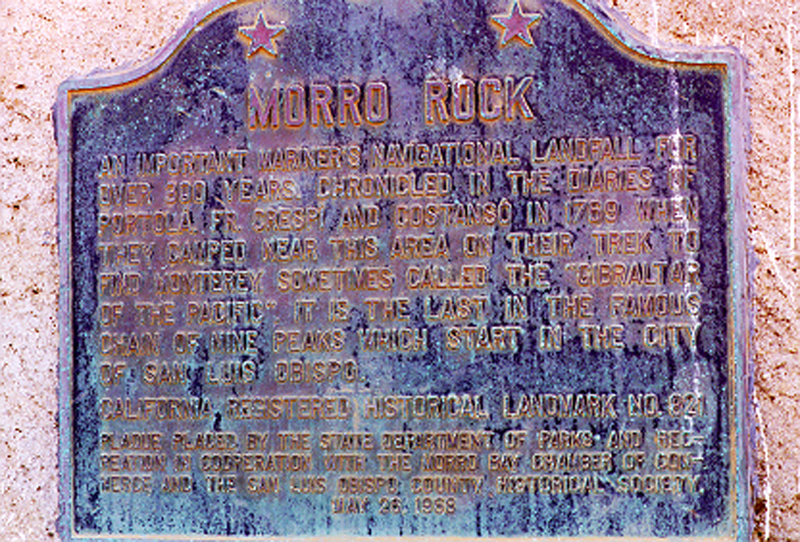 MORRO ROCK
AN IMPORTANT MARINER'S NAVIGATIONAL LANDFALL FOR
OVER 300 YEARS. CHRONICLED IN THE DIARIES OF
PORTOLA, FR. CRESPI AND COSTANSO IN 1769 WHEN
THEY CAMPED NEAR THIS AREA ON THEIR TREK TO
FIND MONTEREY. SOMETIMES CALLED THE "GIBRALTAR
OF THE PACIFIC" IT IS THE LAST IN THE FAMOUS
CHAIN OF NINE PEAKS WHICH START IN THE CITY
OF SAN LUIS OBISPO.
CALIFORNIA REGISTERED HISTORICAL LANDMARK NO. 821
PLAQUE PLACED BY THE STATE DEPARTMENT OF PARKS AND REC-
REATION IN COOPERATION WITH THE MORRO BAY CHAMBER OF COM-
MERCE AND THE SAN LUIS OBISPO COUNTY HISTORICAL SOCIETY,
MAY 26, 1968